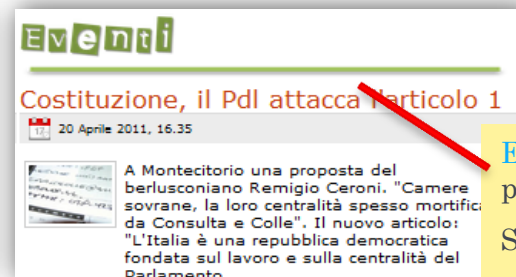 Eventi
Costituzione, il Pdl attacca l'articolo 1
20 Aprile 2011, 16.35
A Montecitorio una proposta del
berlusconiano Remigio Ceroni. "Camere
sovrane, la loro centralità spesso mortific
da Consulta e Colle". Il nuovo articolo:
"L'Italia è una repubblica democratica
fondata sul lavoro e sulla centralità del
Parlamento
E
p
S